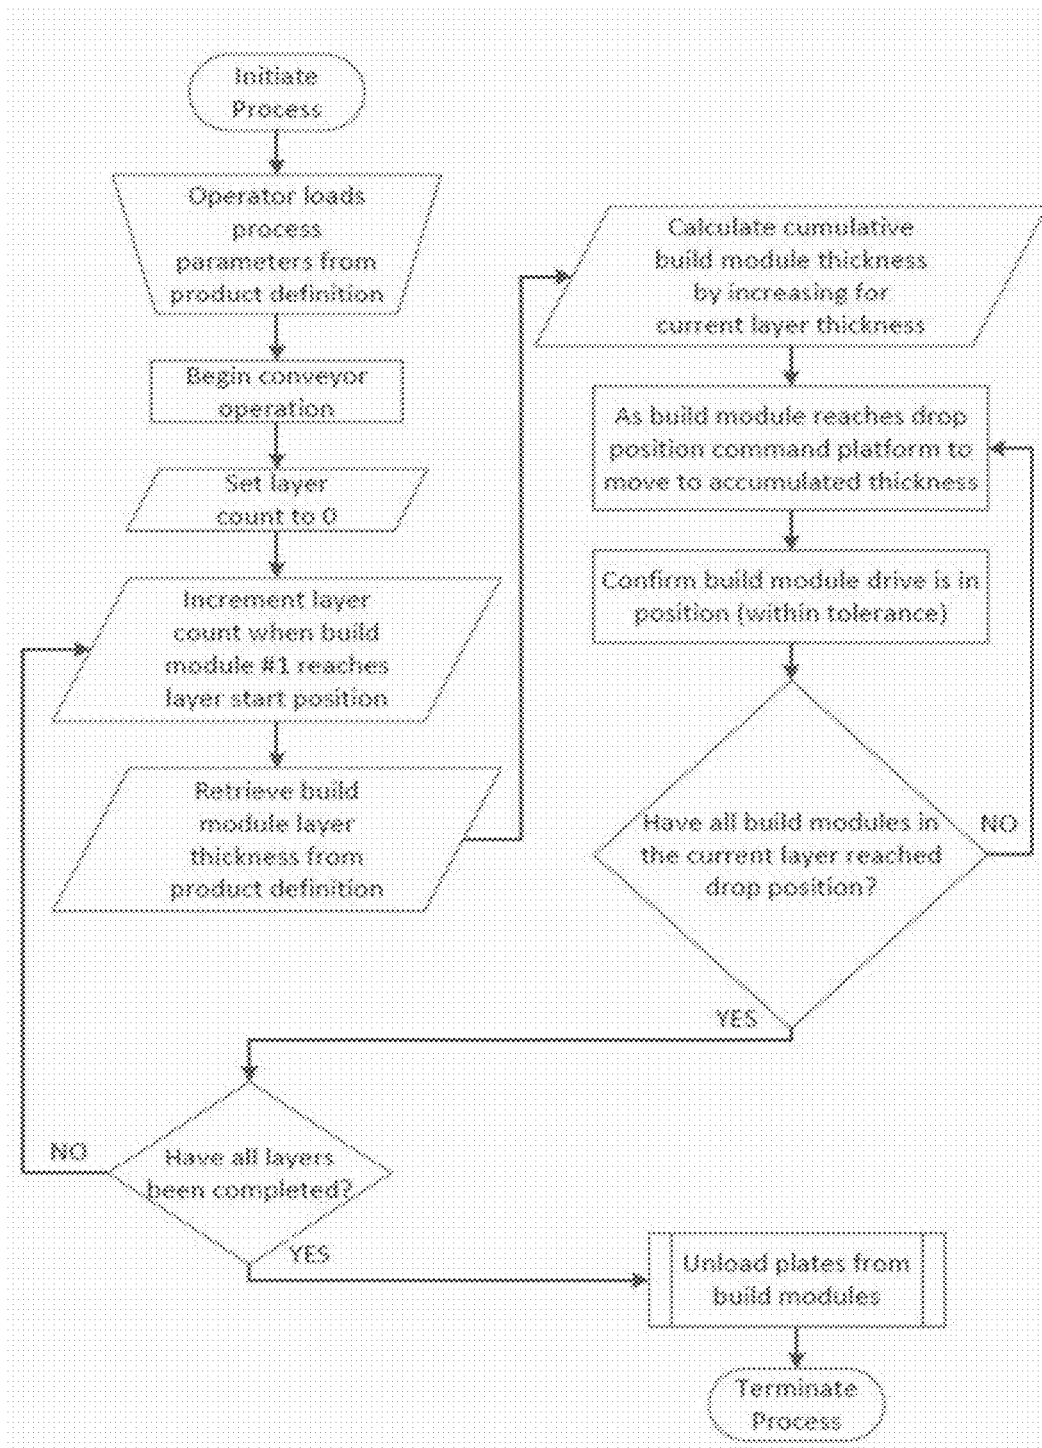 Initiate
Process
Operator loads
process
parameters from
product definition
Begin conveyor
operation
Set layer
count to 0
Increment layer
count when build
module #1 reaches
layer start position
Retrieve build
module layer
thickness from
product definition
Calculate cumulative
build module thickness
by increasing for
current layer thickness
As build module reaches drop
position command platform to
move to accumulated thickness
Confirm build module drive is in
position (within tolerance)
Have all build modules in
the current layer reached
drop position?
NO
YES
Have all layers
been completed?
NO
YES
Unload plates from
build modules
Terminate
Process